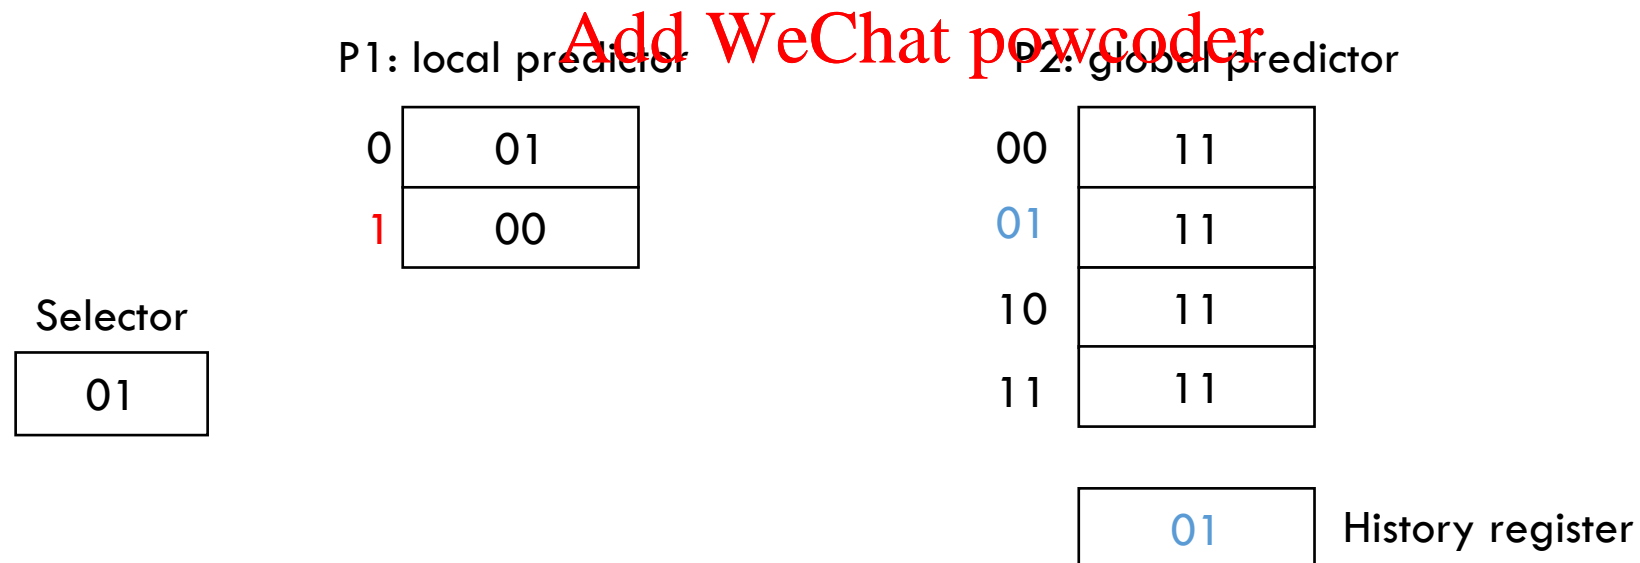 Add WeChat powcoder
P1: local predictor
P2: global predictor
0 01
1 00
00 11
01 11
10 11
11 11
Selector
01
01 History register